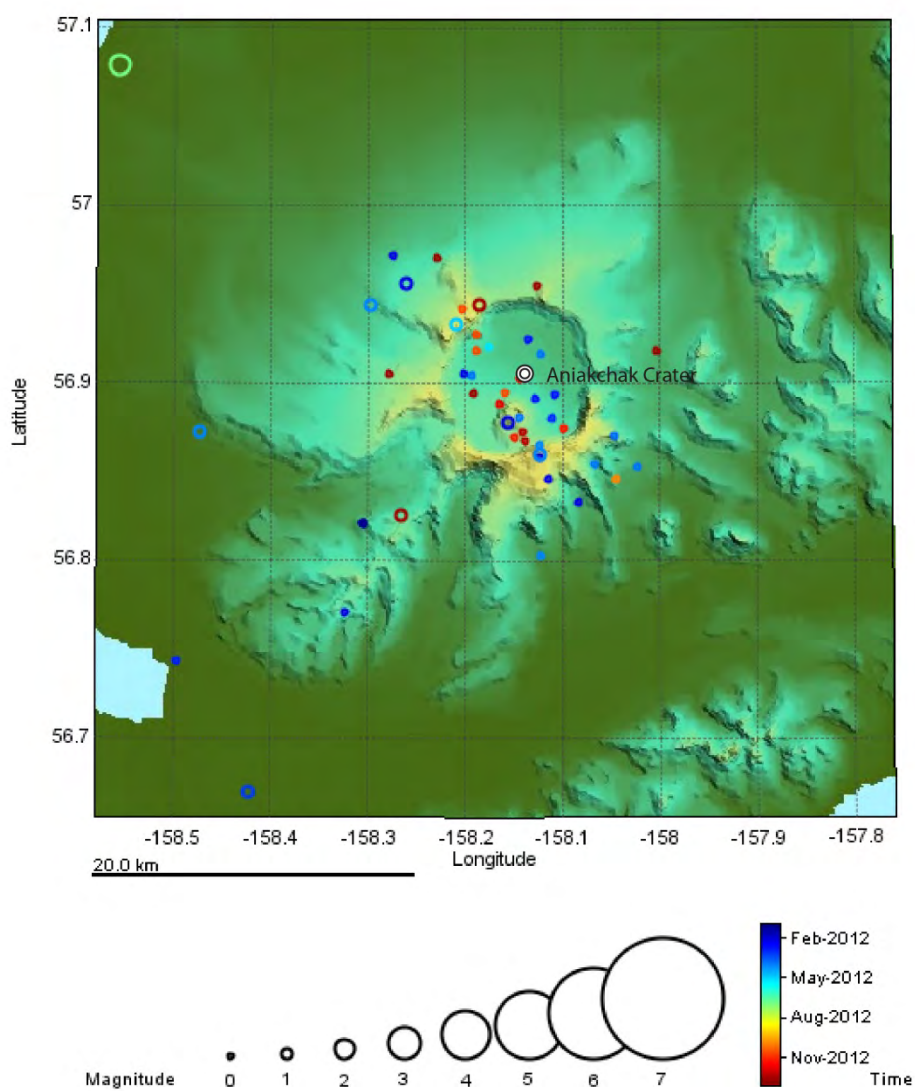 57.1
57
Latitude
56.9
Aniakchak Crater
56.8
56.7
-158.5 -158.4 -158.3 -158.2 -158.1 -158 -157.9 -157.8
Longitude
20.0 km
Feb-2012
May-2012
Aug-2012
Nov-2012
Magnitude 0 1 2 3 4 5 6 7 Time